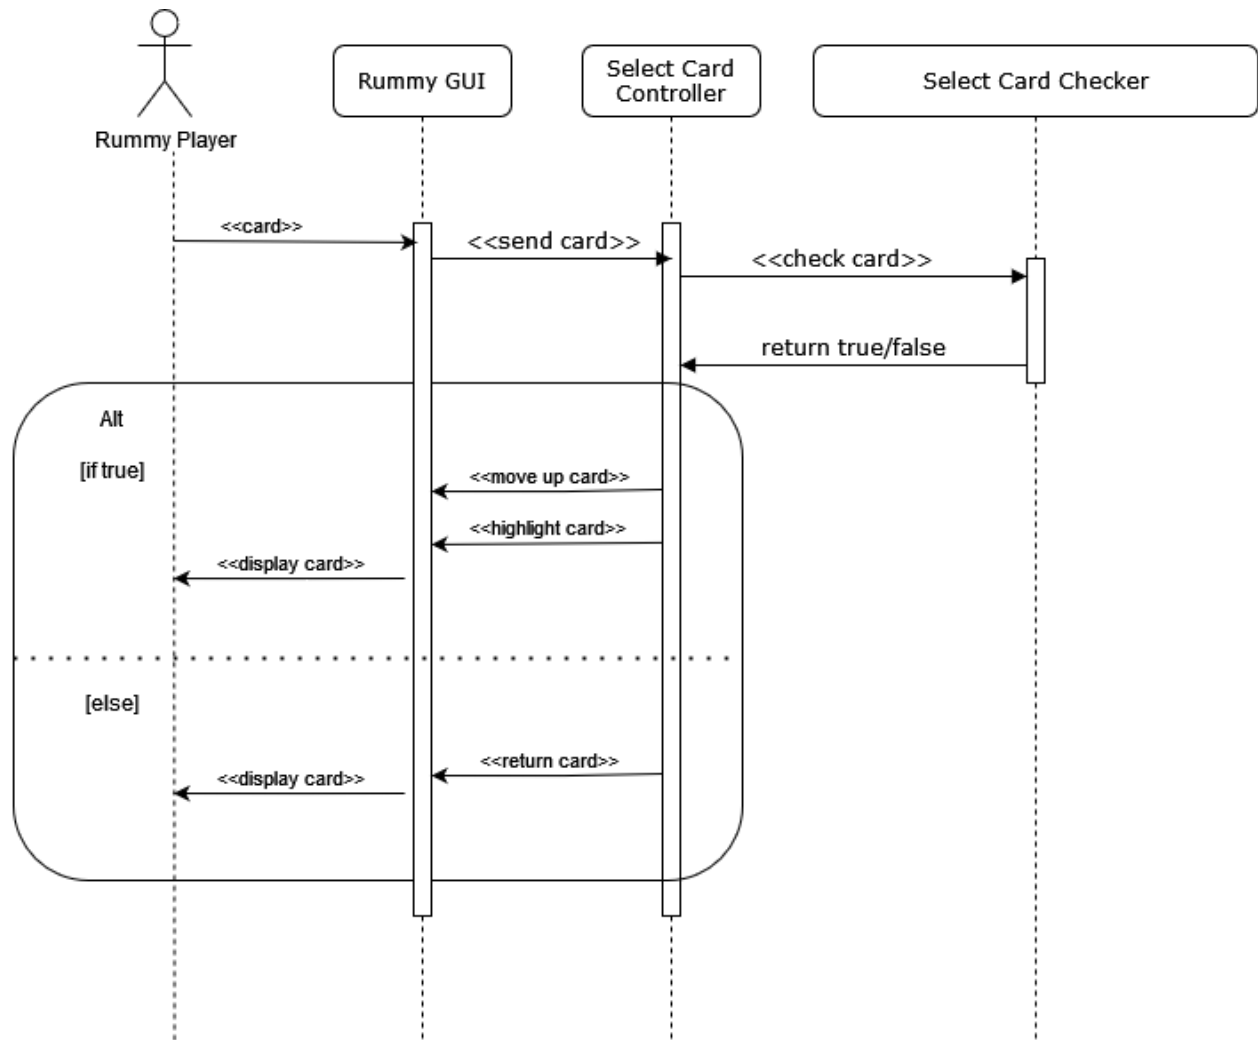 Rummy Player
Rummy GUI
Select Card
Controller
Select Card Checker
<<card>>
<<send card>>
<<check card>>
return true/false
Alt
[if true]
<<move up card>>
<<highlight card>>
<<display card>>
[else]
<<return card>>
<<display card>>